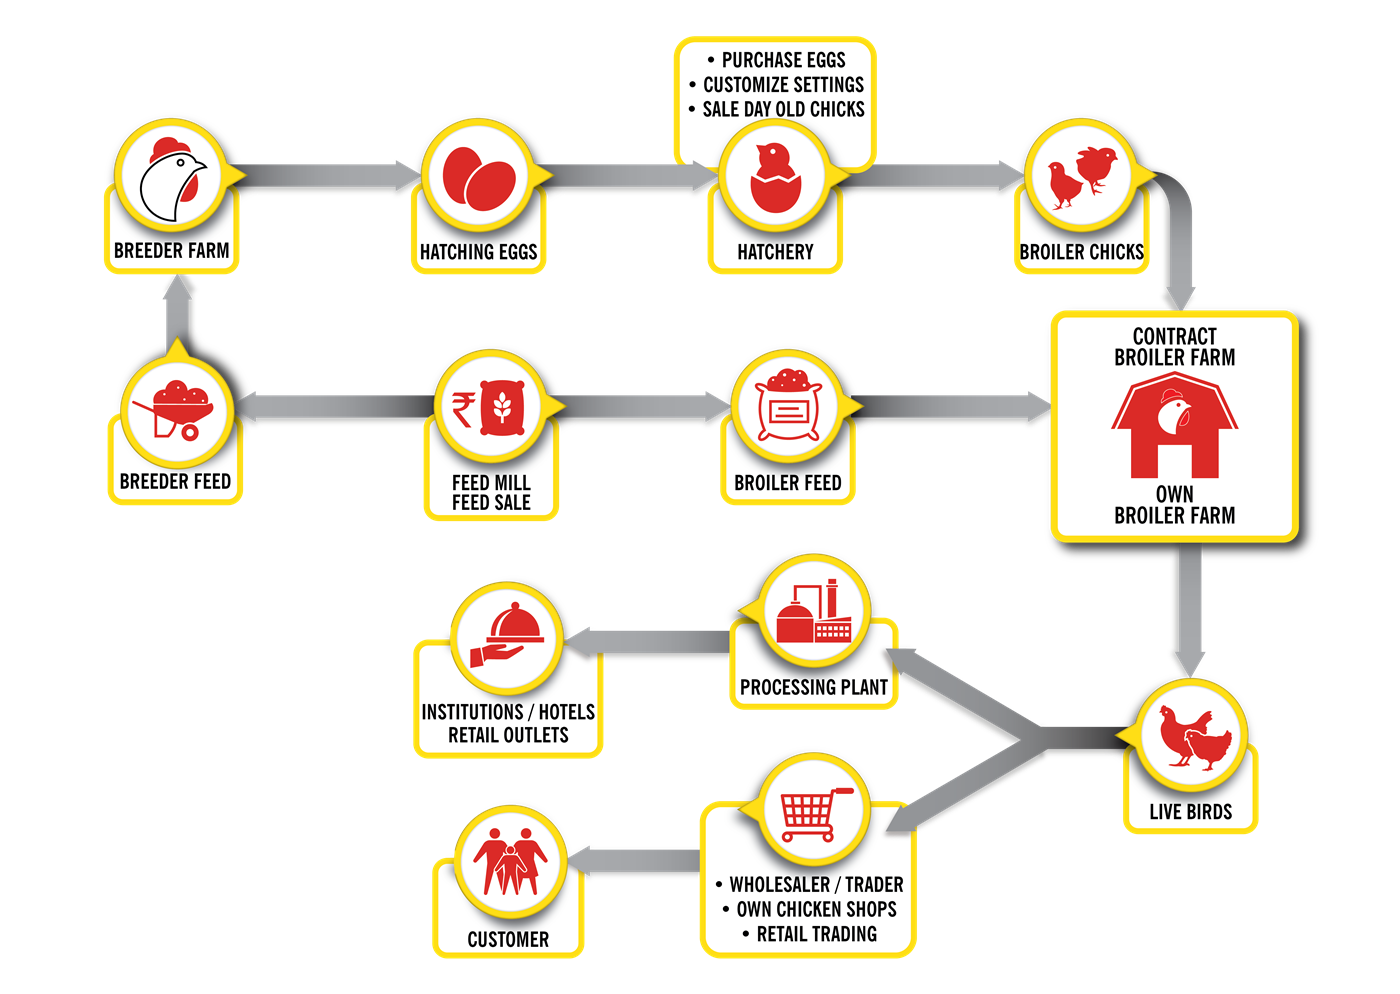 • PURCHASE EGGS
• CUSTOMIZE SETTINGS
• SALE DAY OLD CHICKS
BREEDER FARM
HATCHING EGGS
HATCHERY
BROILER CHICKS
CONTRACT
BROILER FARM
OWN
BROILER FARM
BREEDER FEED
₹
FEED MILL
FEED SALE
BROILER FEED
PROCESSING PLANT
INSTITUTIONS / HOTELS
RETAIL OUTLETS
LIVE BIRDS
• WHOLESALER / TRADER
• OWN CHICKEN SHOPS
• RETAIL TRADING
CUSTOMER